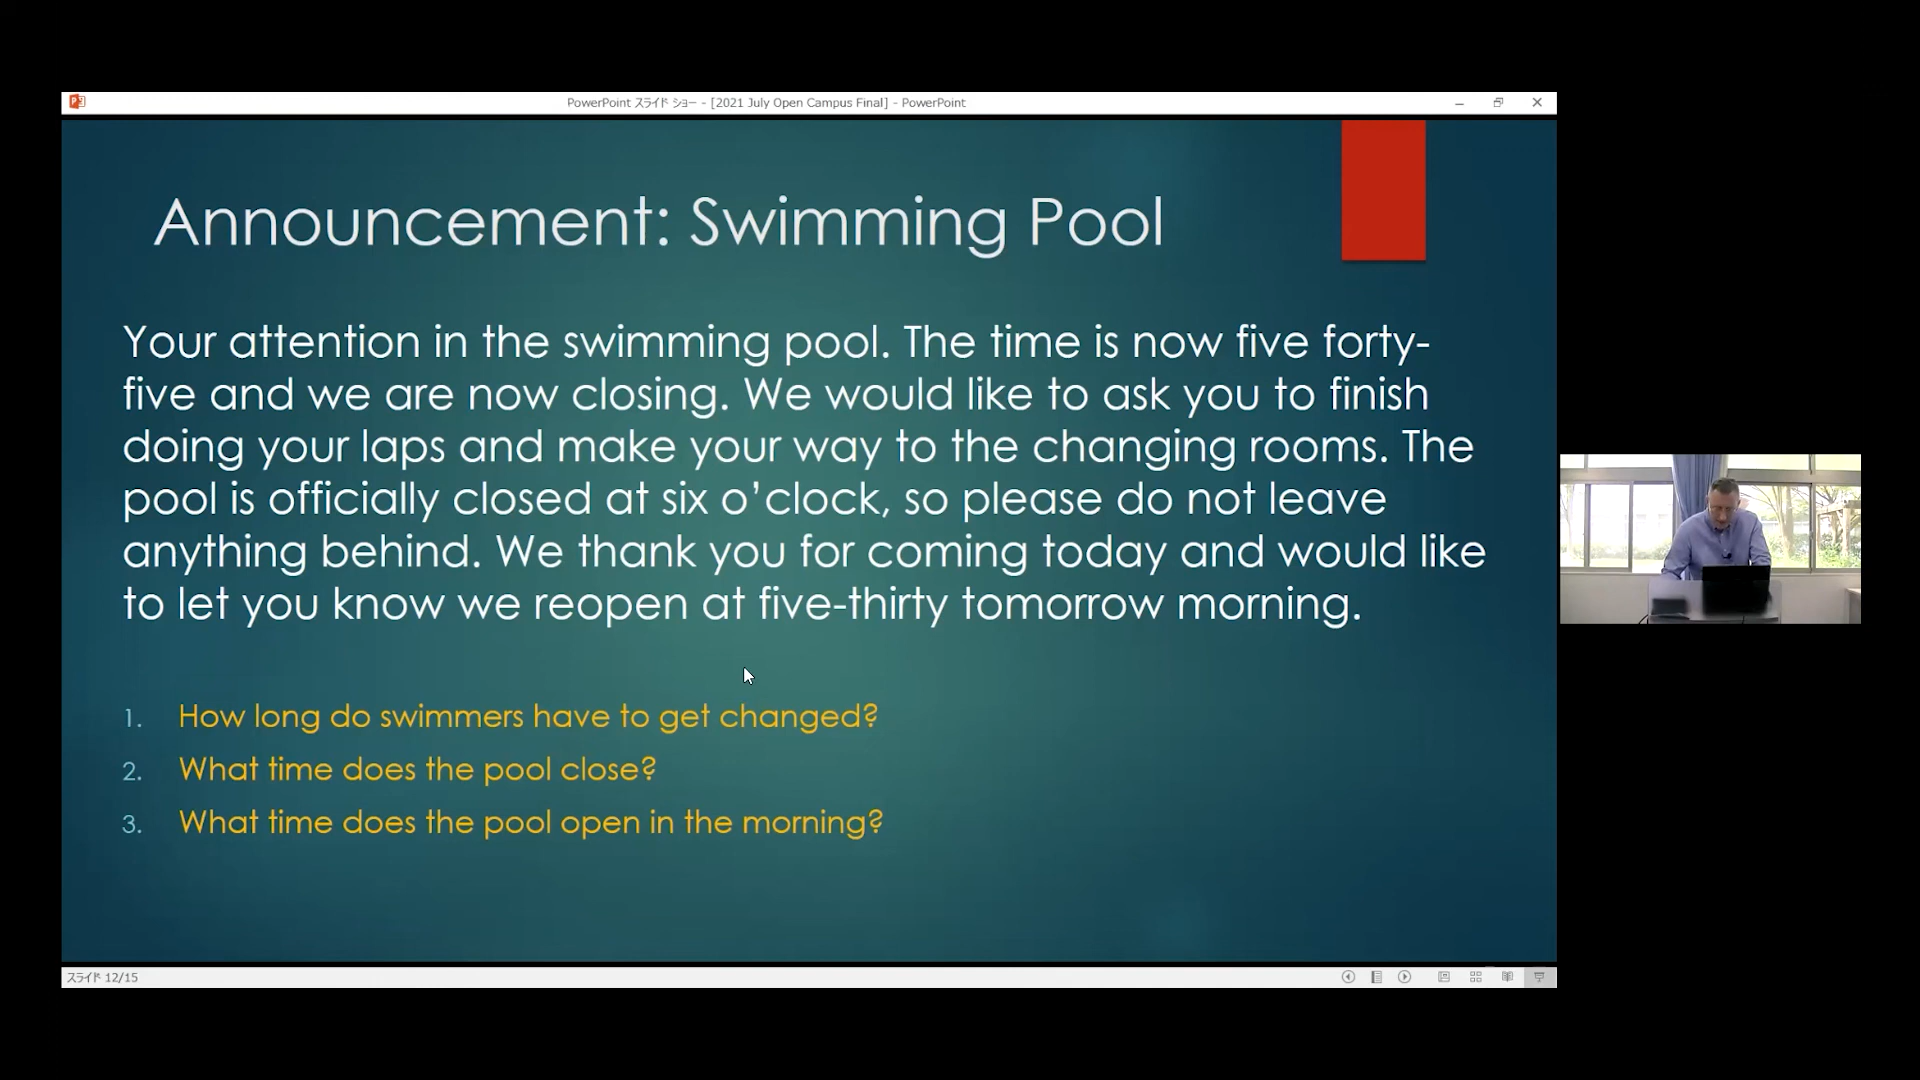 PowerPoint スライド ショー - [2021 July Open Campus Final] - PowerPoint
Announcement: Swimming Pool
Your attention in the swimming pool. The time is now five forty-
five and we are now closing. We would like to ask you to finish
doing your laps and make your way to the changing rooms. The
pool is officially closed at six o’clock, so please do not leave
anything behind. We thank you for coming today and would like
to let you know we reopen at five-thirty tomorrow morning.
1. How long do swimmers have to get changed?
2. What time does the pool close?
3. What time does the pool open in the morning?
スライド 12/15